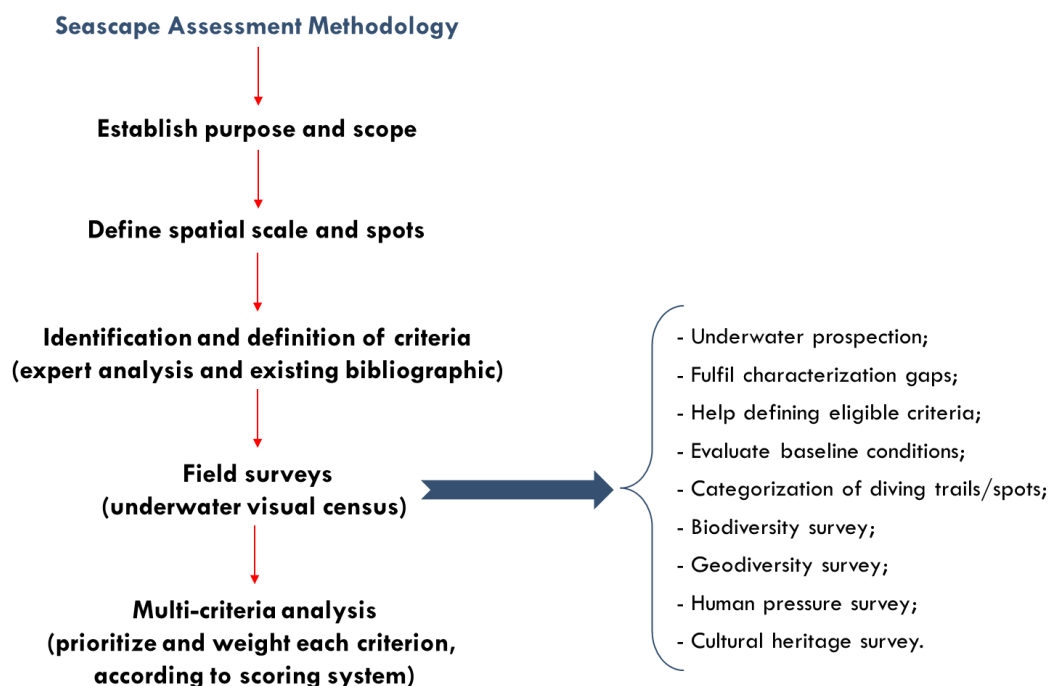 Seascape Assessment Methodology
Establish purpose and scope
Define spatial scale and spots
Identification and definition of criteria
(expert analysis and existing bibliographic)
Field surveys
(underwater visual census)
Multi-criteria analysis
(prioritize and weight each criterion,
according to scoring system)
- Underwater prospection;
- Fulfil characterization gaps;
- Help defining eligible criteria;
- Evaluate baseline conditions;
- Categorization of diving trails/spots;
- Biodiversity survey;
- Geodiversity survey;
- Human pressure survey;
- Cultural heritage survey.